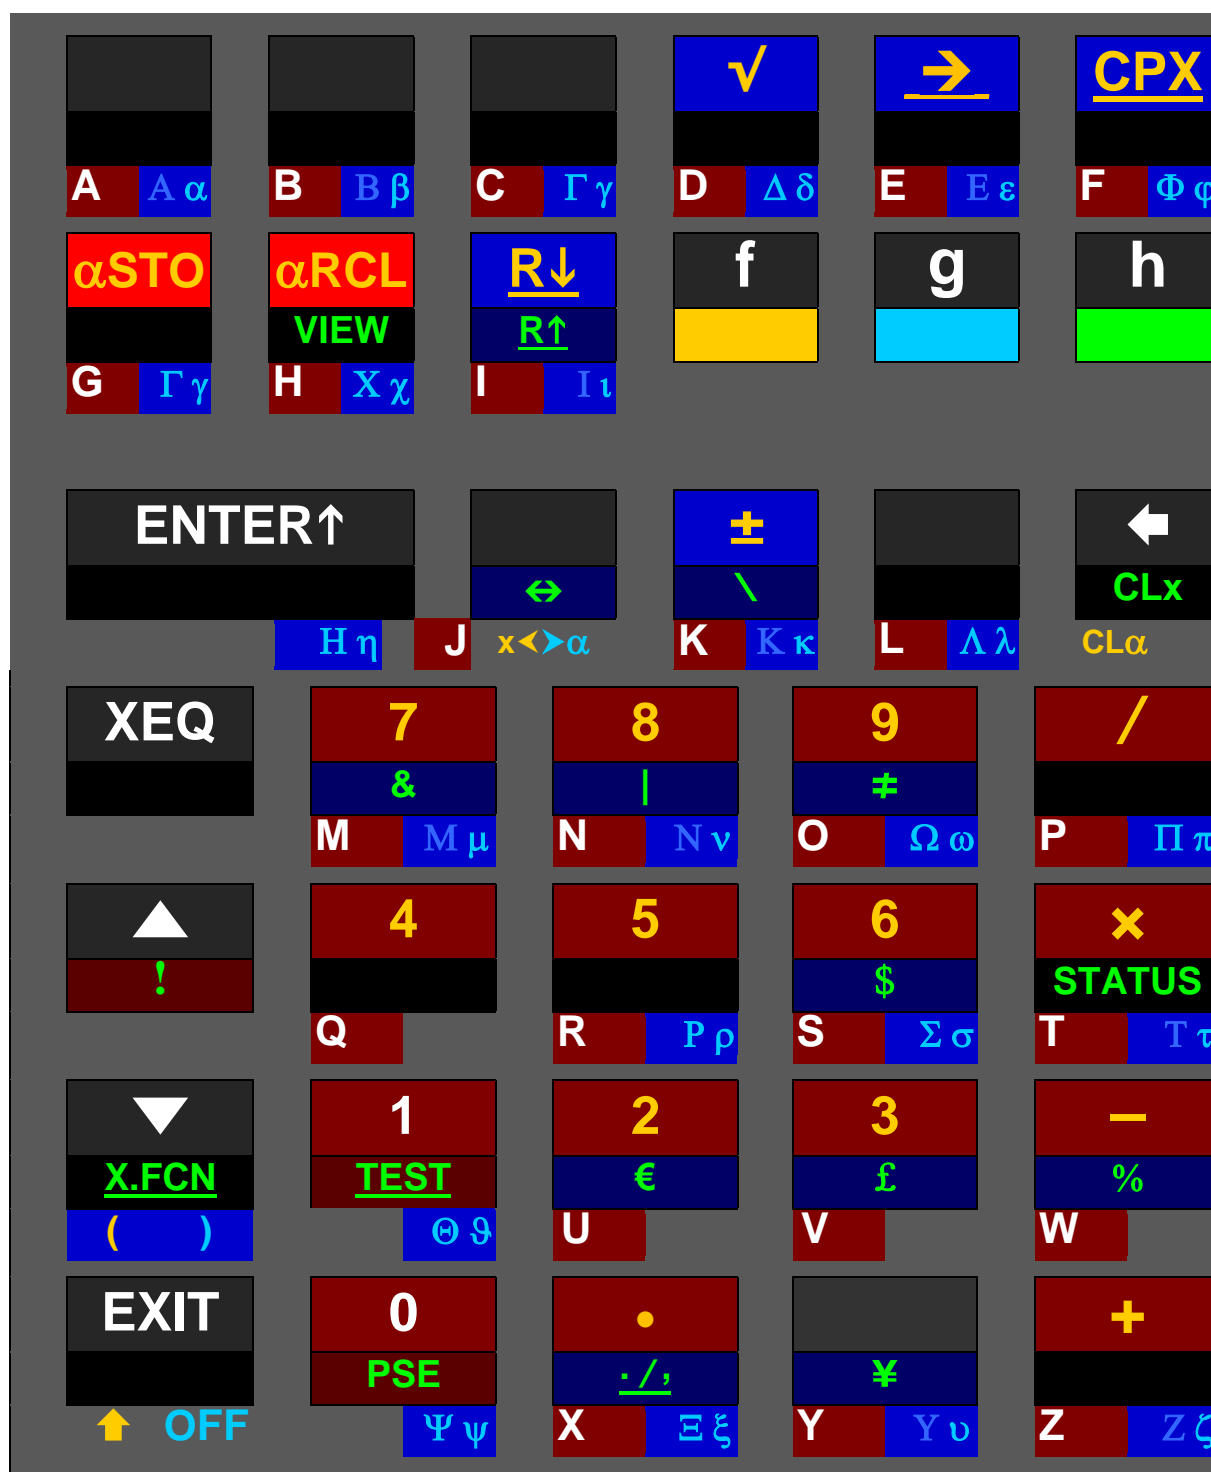 √ → CPX
A Α α B Β β C Γ γ D Δ δ E Ε ε F Φ φ
αSTO αRCL R↓ f g h
VIEW R↑
G Γ γ H Χ χ I Ι ι
ENTER↑ ± 🡄
↔ \ CLx
Η η J x<>α K Κ κ L Λ λ CLα
XEQ 7 8 9 /
& | ≠
M Μ μ N Ν ν O Ω ω P Π π
▲ 4 5 6 ×
! $ STATUS
Q R Ρ ρ S Σ σ T Τ τ
▼ 1 2 3 −
X.FCN TEST € £ %
( ) Θ ϑ U V W
EXIT 0 • +
PSE ./, ¥
🡅 OFF Ψ ψ X Ξ ξ Y Υ υ Z Ζ ζ